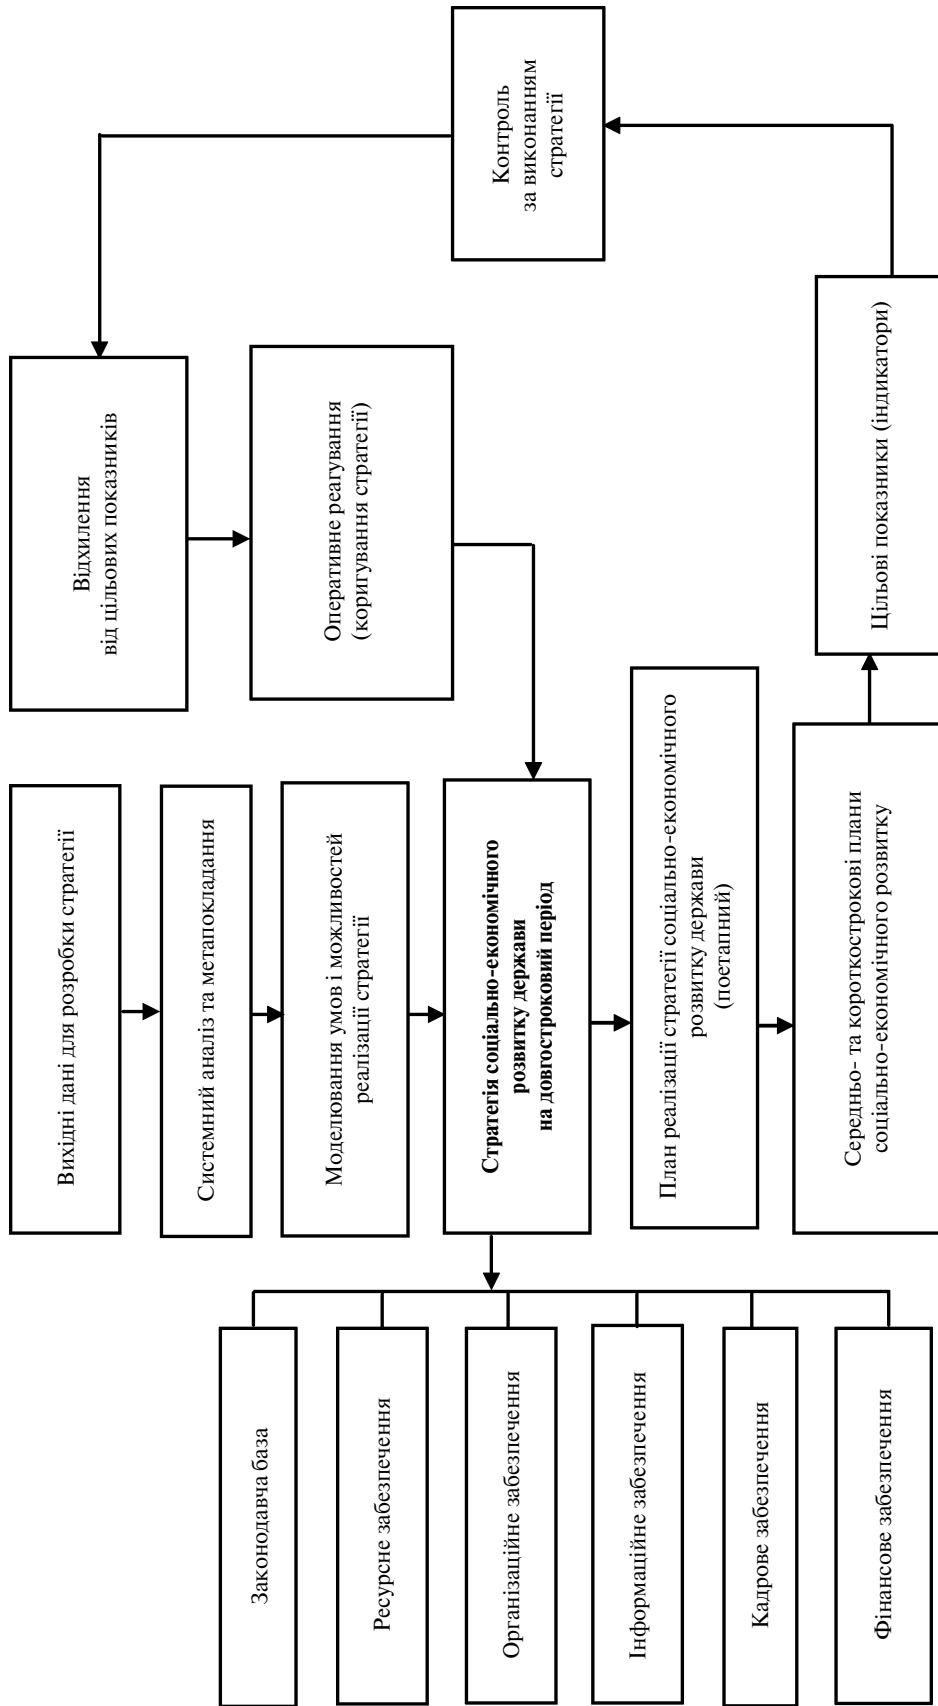 Вихідні дані для розробки стратегії
Системний аналіз та метапокладання
Моделювання умов і можливостей
реалізації стратегії
Стратегія соціально-економічного
розвитку держави
на довгостроковий період
План реалізації стратегії соціально-економічного
розвитку держави
(поетапний)
Середньо- та короткострокові плани
соціально-економічного розвитку
Законодавча база
Ресурсне забезпечення
Організаційне забезпечення
Інформаційне забезпечення
Кадрове забезпечення
Фінансове забезпечення
Відхилення
від цільових показників
Оперативне реагування
(коригування стратегії)
Контроль
за виконанням
стратегії
Цільові показники (індикатори)